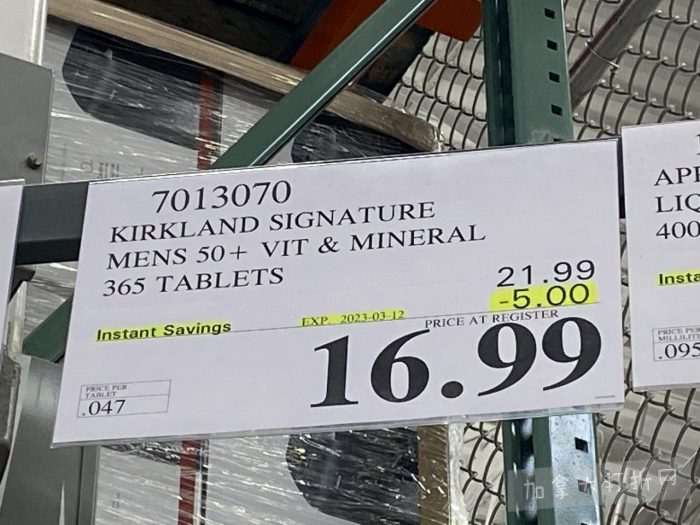 7013070
KIRKLAND SIGNATURE
MENS 50+ VIT & MINERAL
365 TABLETS
21.99
-5.00
Instant Savings
EXP. 2023-03-12
PRICE AT REGISTER
16.99
PRICE PER
TABLET
.047
LIQ
400
Insta
PRICE PER
.095
加拿大打折网